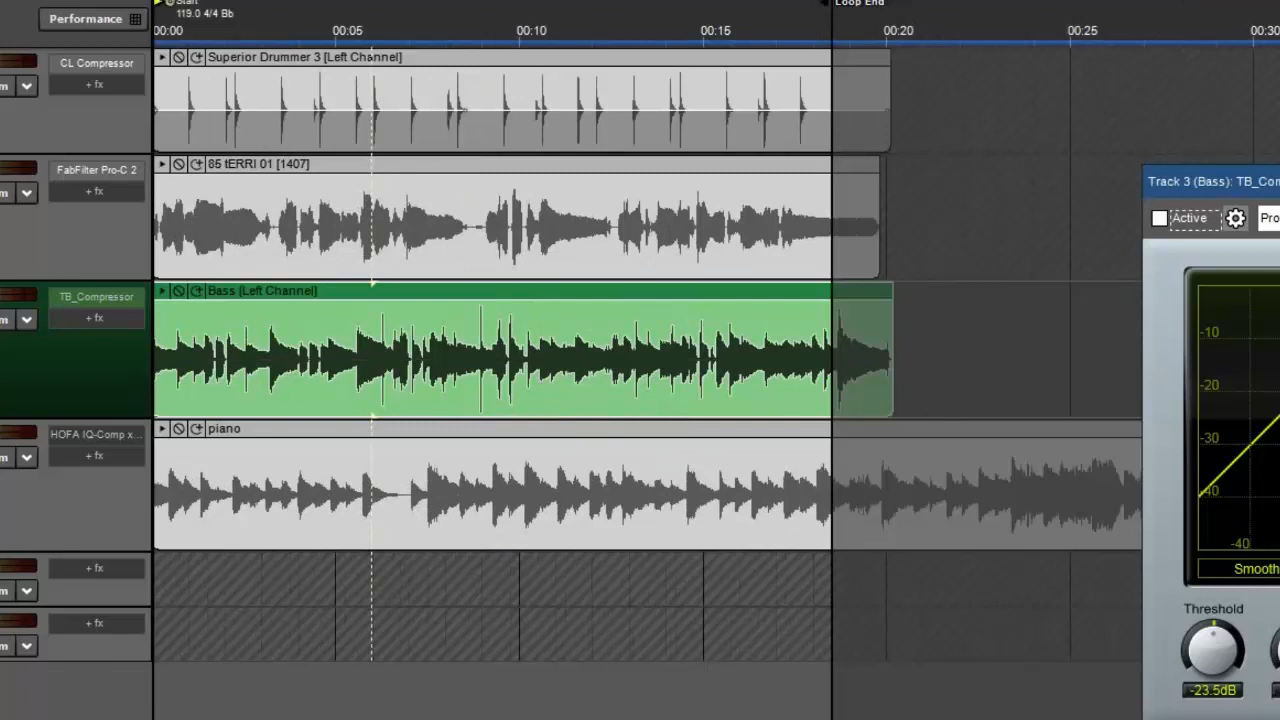 Start
Loop End
119.0 4/4 Bb
Performance
00:00 00:05 00:10 00:15 00:20 00:25 00:30
CL Compressor
+ fx
Superior Drummer 3 [Left Channel]
m
FabFilter Pro-C 2
+ fx
85 tERRI 01 [1407]
m
Track 3 (Bass): TB_Com
Active
Pro
TB_Compressor
+ fx
Bass [Left Channel]
m
-10
-20
-30
-40
-40
Smooth
HOFA IQ-Comp x...
+ fx
piano
m
+ fx
m
+ fx
m
Threshold
-23.5dB